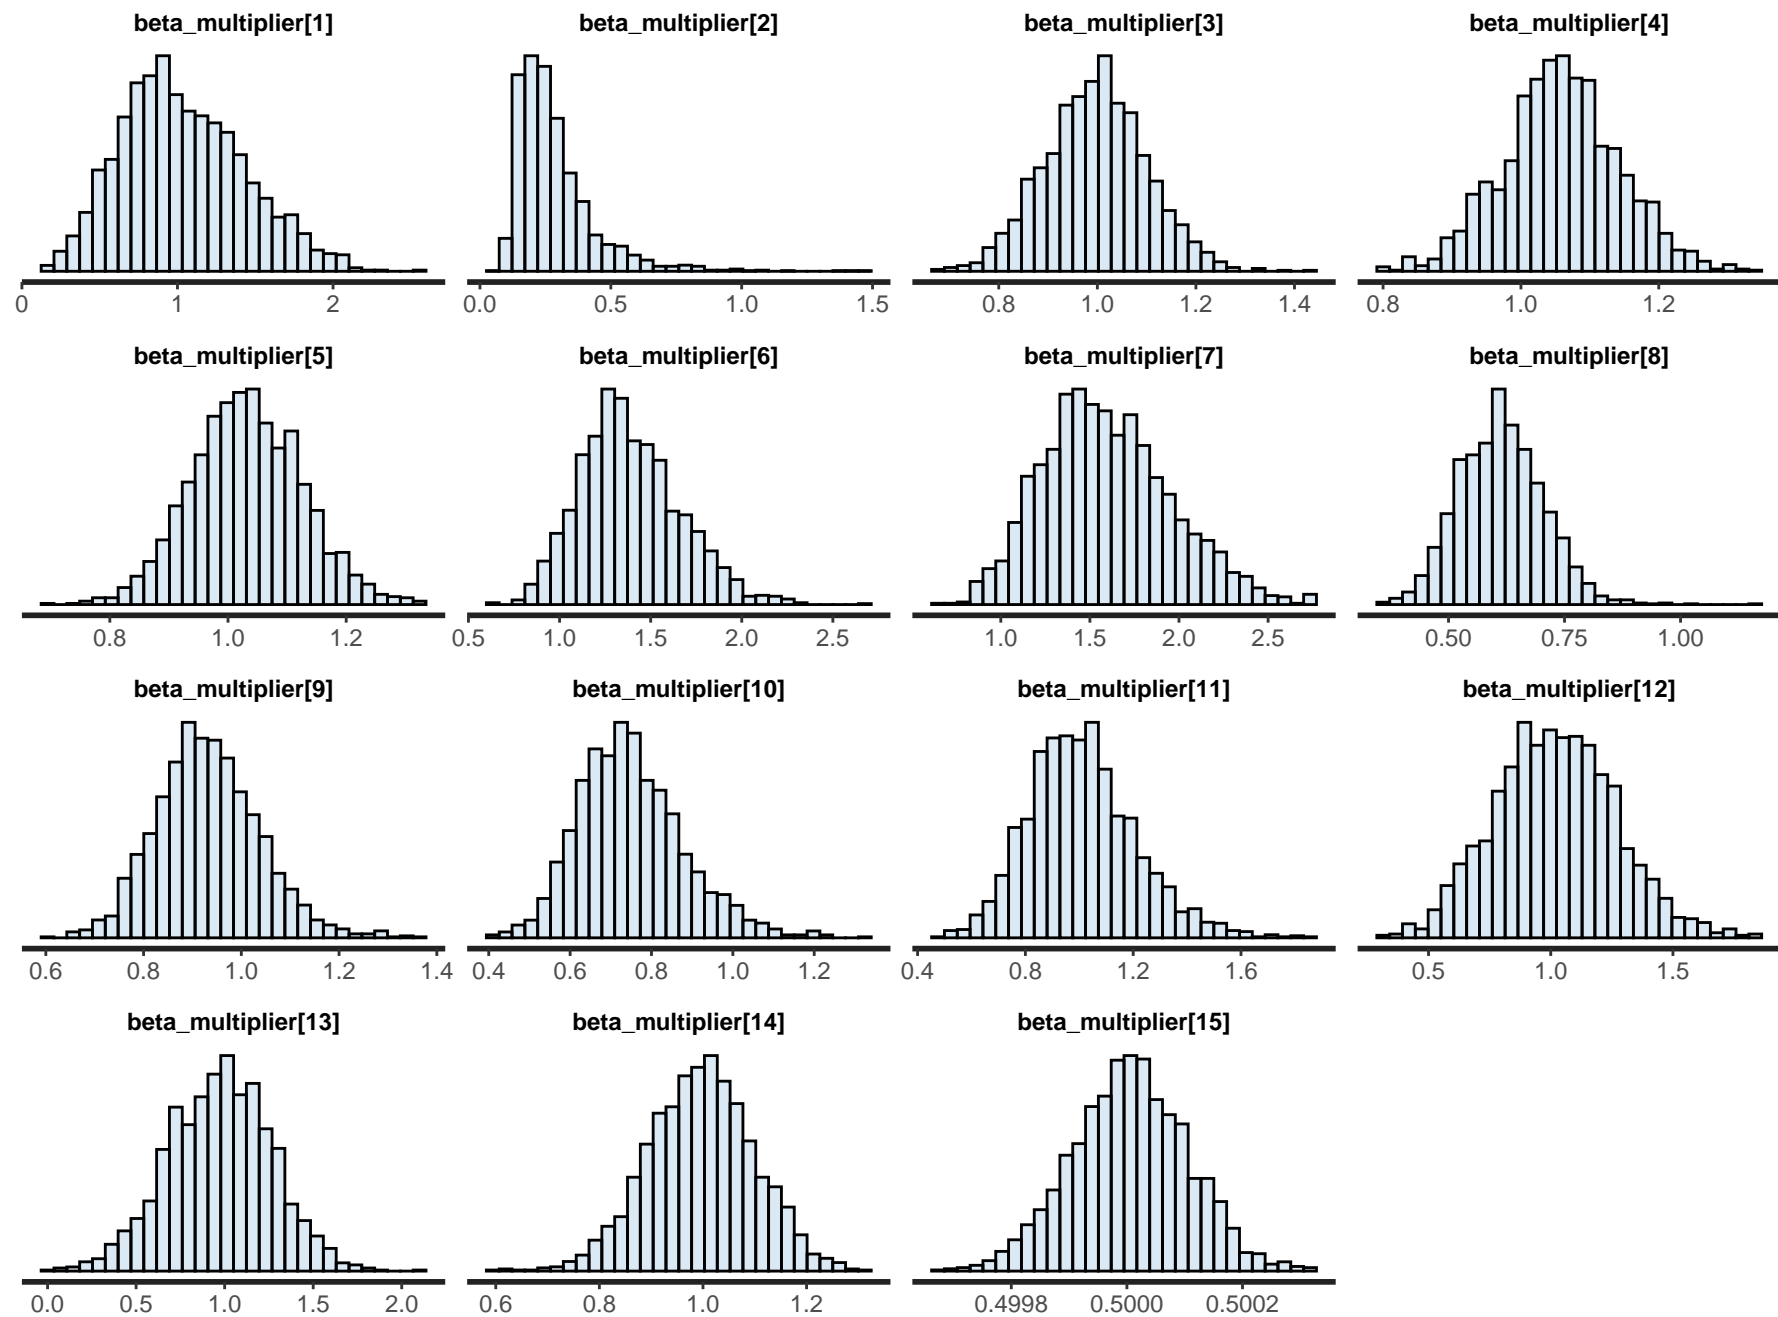 beta_multiplier[1] beta_multiplier[2] beta_multiplier[3] beta_multiplier[4]
0 1 2 0.0 0.5 1.0 1.5 0.8 1.0 1.2 1.4 0.8 1.0 1.2
beta_multiplier[5] beta_multiplier[6] beta_multiplier[7] beta_multiplier[8]
0.8 1.0 1.2 0.5 1.0 1.5 2.0 2.5 1.0 1.5 2.0 2.5 0.50 0.75 1.00
beta_multiplier[9] beta_multiplier[10] beta_multiplier[11] beta_multiplier[12]
0.6 0.8 1.0 1.2 1.4 0.4 0.6 0.8 1.0 1.2 0.4 0.8 1.2 1.6 0.5 1.0 1.5
beta_multiplier[13] beta_multiplier[14] beta_multiplier[15]
0.0 0.5 1.0 1.5 2.0 0.6 0.8 1.0 1.2 0.4998 0.5000 0.5002